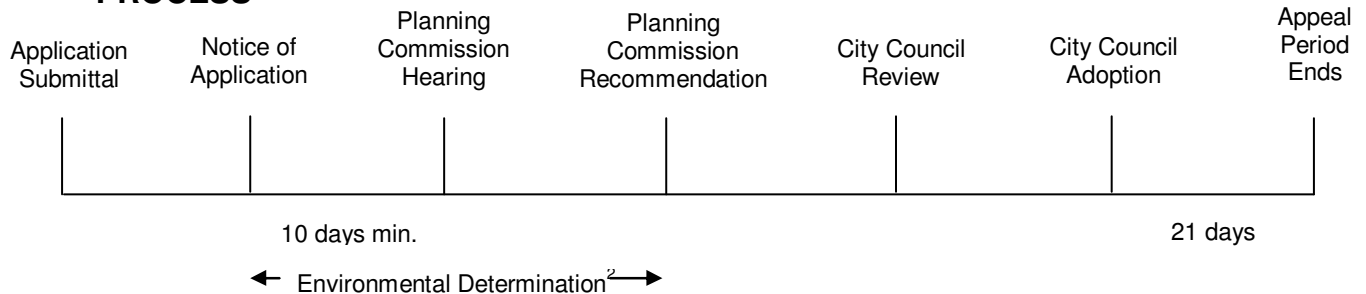 PROCESS
Application
Submittal
Notice of
Application
Planning
Commission
Hearing
Planning
Commission
Recommendation
City Council
Review
City Council
Adoption
Appeal
Period
Ends
10 days min.
21 days
Environmental Determination²